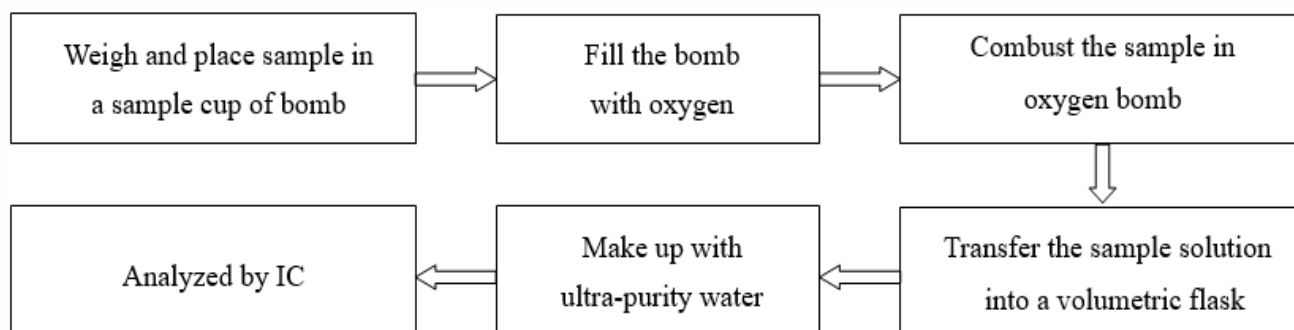 Weigh and place sample in
a sample cup of bomb
Fill the bomb
with oxygen
Combust the sample in
oxygen bomb
Transfer the sample solution
into a volumetric flask
Make up with
ultra-purity water
Analyzed by IC